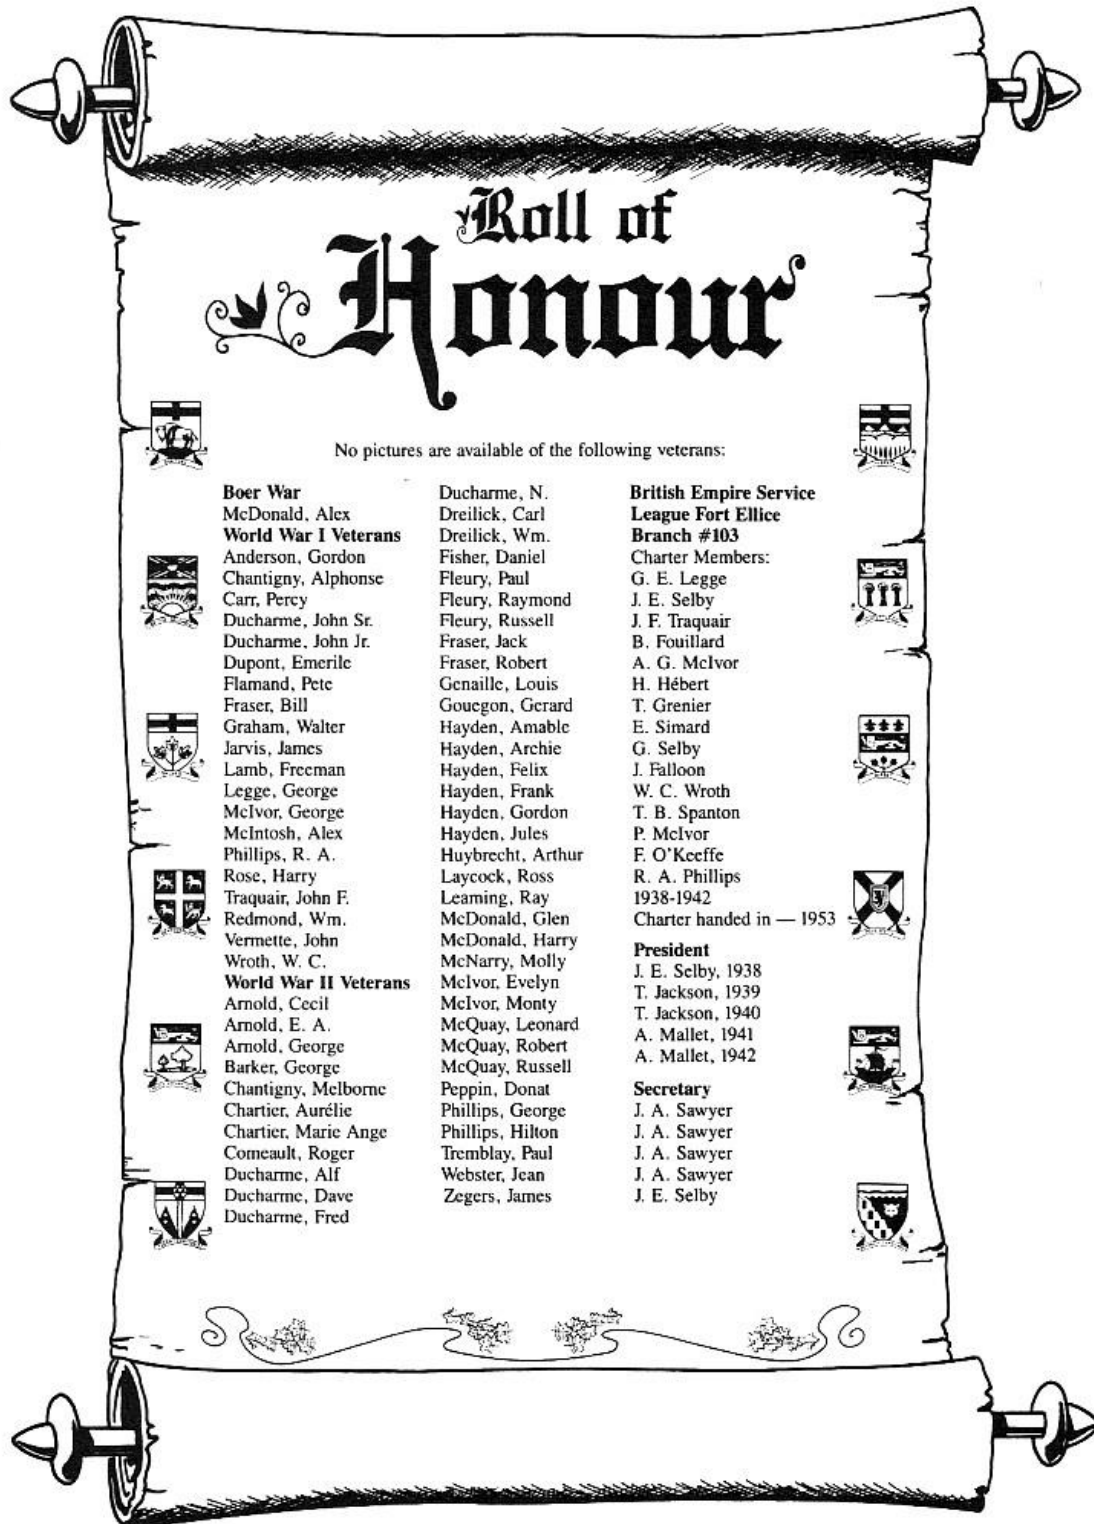 Roll of
Honour
No pictures are available of the following veterans:
Boer War
McDonald, Alex
World War I Veterans
Anderson, Gordon
Chantigny, Alphonse
Carr, Percy
Ducharme, John Sr.
Ducharme, John Jr.
Dupont, Emerile
Flamand, Pete
Fraser, Bill
Graham, Walter
Jarvis, James
Lamb, Freeman
Legge, George
McIvor, George
McIntosh, Alex
Phillips, R. A.
Rose, Harry
Traquair, John F.
Redmond, Wm.
Vermette, John
Wroth, W. C.
World War II Veterans
Arnold, Cecil
Arnold, E. A.
Arnold, George
Barker, George
Chantigny, Melborne
Chartier, Aurélie
Chartier, Marie Ange
Comeault, Roger
Ducharme, Alf
Ducharme, Dave
Ducharme, Fred
Ducharme, N.
Dreilick, Carl
Dreilick, Wm.
Fisher, Daniel
Fleury, Paul
Fleury, Raymond
Fleury, Russell
Fraser, Jack
Fraser, Robert
Genaille, Louis
Gouegon, Gerard
Hayden, Amable
Hayden, Archie
Hayden, Felix
Hayden, Frank
Hayden, Gordon
Hayden, Jules
Huybrecht, Arthur
Laycock, Ross
Leaming, Ray
McDonald, Glen
McDonald, Harry
McNarry, Molly
McIvor, Evelyn
McIvor, Monty
McQuay, Leonard
McQuay, Robert
McQuay, Russell
Peppin, Donat
Phillips, George
Phillips, Hilton
Tremblay, Paul
Webster, Jean
Zegers, James
British Empire Service
League Fort Ellice
Branch #103
Charter Members:
G. E. Legge
J. E. Selby
J. F. Traquair
B. Fouillard
A. G. McIvor
H. Hébert
T. Grenier
E. Simard
G. Selby
J. Falloon
W. C. Wroth
T. B. Spanton
P. McIvor
F. O'Keeffe
R. A. Phillips
1938-1942
Charter handed in — 1953
President
J. E. Selby, 1938
T. Jackson, 1939
T. Jackson, 1940
A. Mallet, 1941
A. Mallet, 1942
Secretary
J. A. Sawyer
J. A. Sawyer
J. A. Sawyer
J. A. Sawyer
J. E. Selby